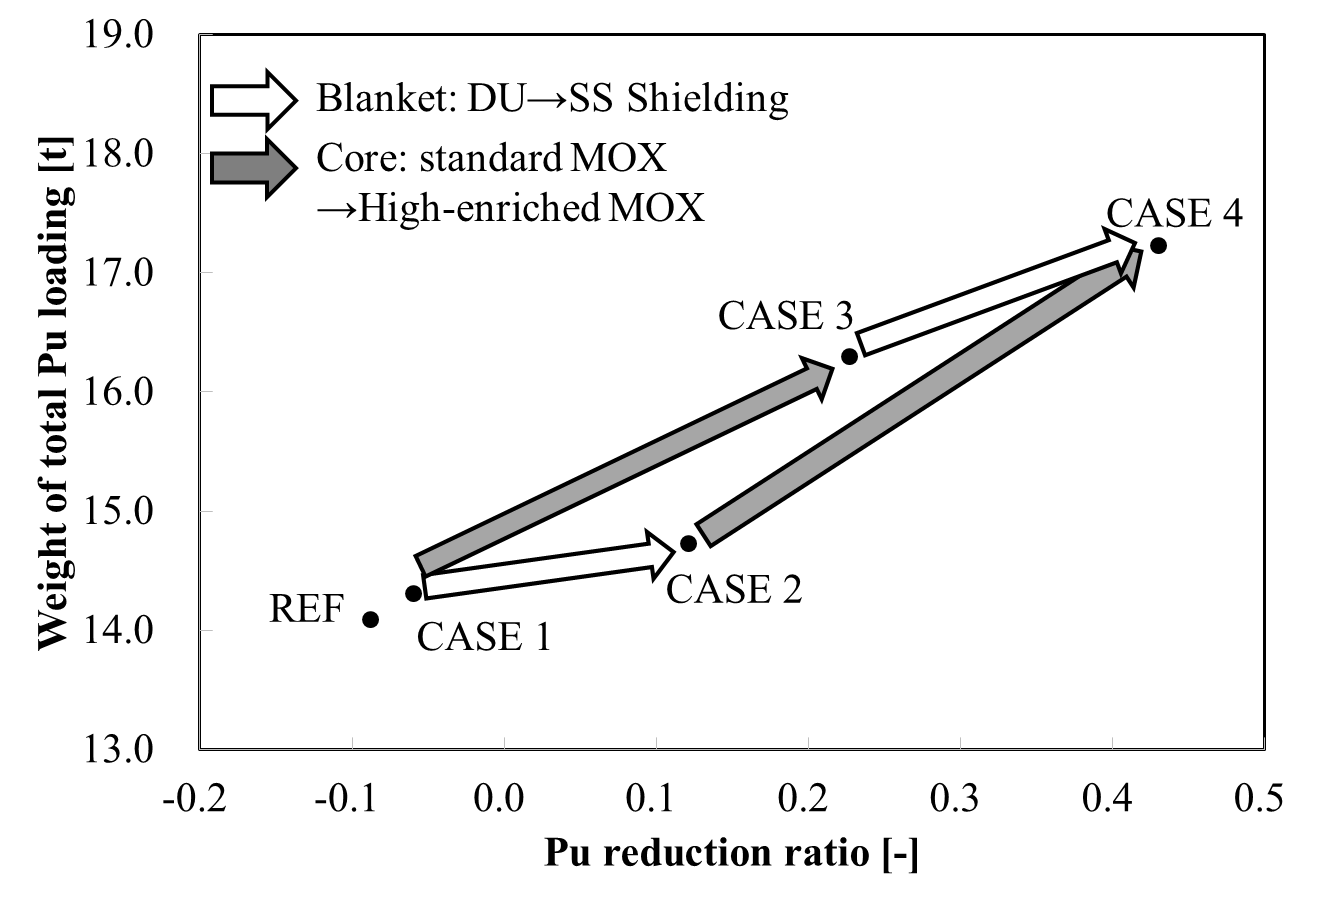 Weight of total Pu loading [t]
19.0
18.0
17.0
16.0
15.0
14.0
13.0
Blanket: DU→SS Shielding
Core: standard MOX
→High-enriched MOX
CASE 4
CASE 3
CASE 2
REF
CASE 1
-0.2
-0.1
0.0
0.1
0.2
0.3
0.4
0.5
Pu reduction ratio [-]